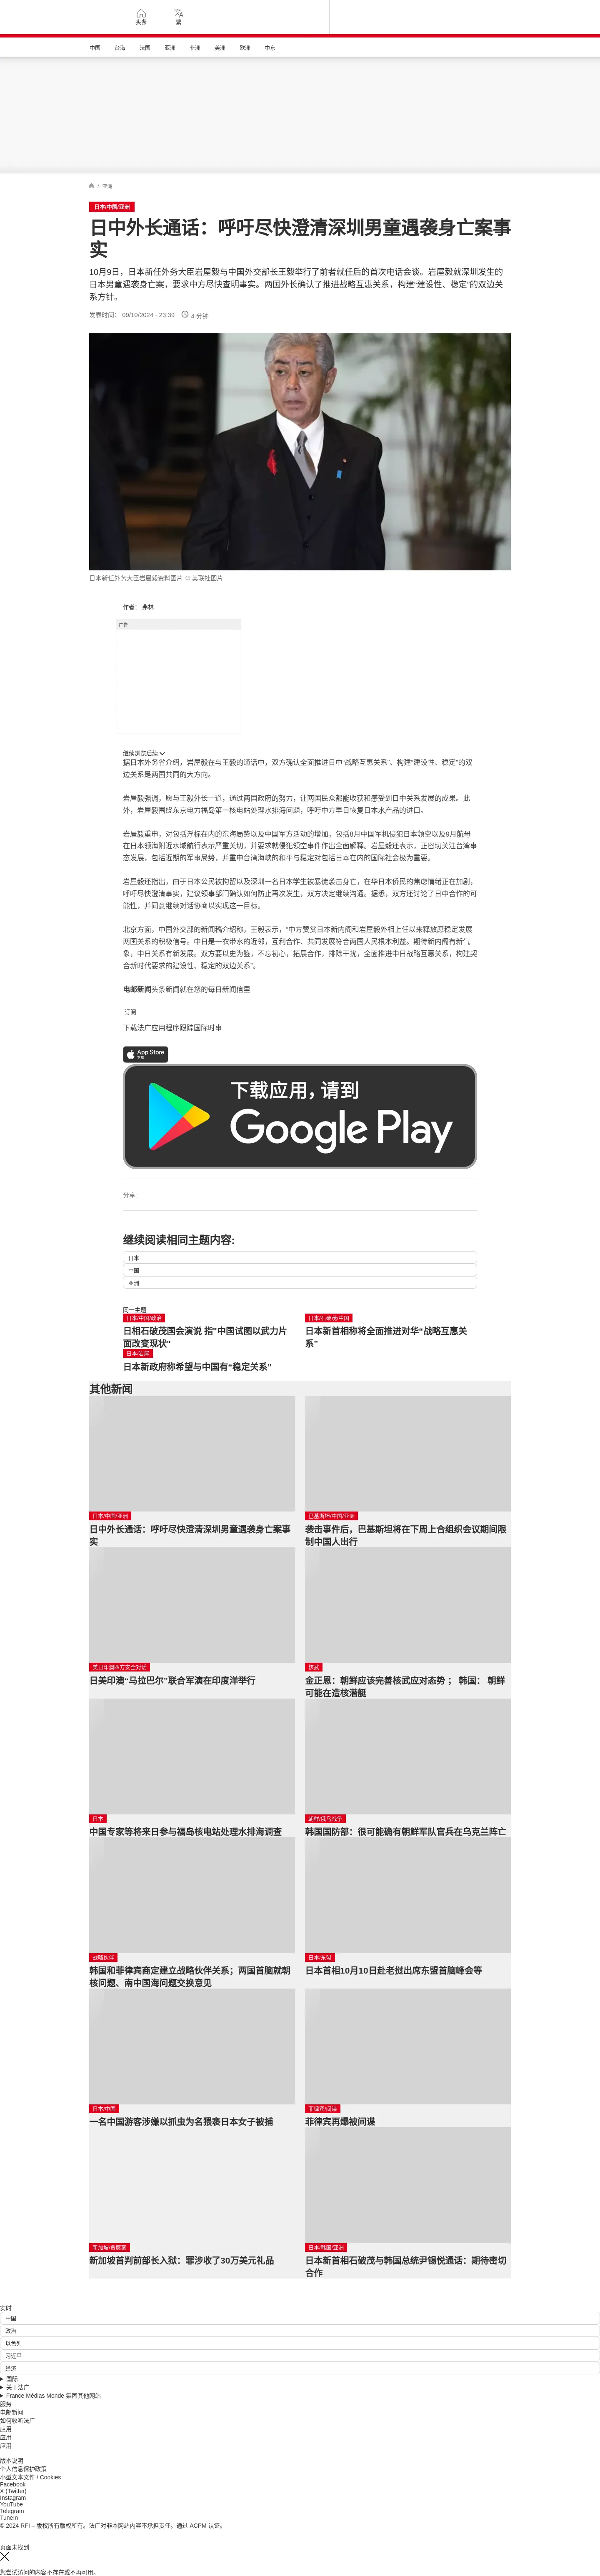 头条
繁
中国 台海 法国 亚洲 非洲 美洲 欧洲 中东
/ 亚洲
日本/中国/亚洲
日中外长通话：呼吁尽快澄清深圳男童遇袭身亡案事
实
10月9日，日本新任外务大臣岩屋毅与中国外交部长王毅举行了前者就任后的首次电话会谈。岩屋毅就深圳发生的
日本男童遇袭身亡案，要求中方尽快查明事实。两国外长确认了推进战略互惠关系，构建“建设性、稳定”的双边关
系方针。
发表时间： 09/10/2024 - 23:39 4 分钟
日本新任外务大臣岩屋毅资料图片 © 美联社图片
作者： 弗林
广告
继续浏览后续
据日本外务省介绍，岩屋毅在与王毅的通话中，双方确认全面推进日中“战略互惠关系”、构建“建设性、稳定”的双
边关系是两国共同的大方向。
岩屋毅强调，愿与王毅外长一道，通过两国政府的努力，让两国民众都能收获和感受到日中关系发展的成果。此
外，岩屋毅围绕东京电力福岛第一核电站处理水排海问题，呼吁中方早日恢复日本水产品的进口。
岩屋毅重申，对包括浮标在内的东海局势以及中国军方活动的增加，包括8月中国军机侵犯日本领空以及9月航母
在日本领海附近水域航行表示严重关切，并要求就侵犯领空事件作出全面解释。岩屋毅还表示，正密切关注台湾事
态发展，包括近期的军事局势，并重申台湾海峡的和平与稳定对包括日本在内的国际社会极为重要。
岩屋毅还指出，由于日本公民被拘留以及深圳一名日本学生被暴徒袭击身亡，在华日本侨民的焦虑情绪正在加剧，
呼吁尽快澄清事实，建议领事部门确认如何防止再次发生，双方决定继续沟通。据悉，双方还讨论了日中合作的可
能性，并同意继续对话协商以实现这一目标。
北京方面，中国外交部的新闻稿介绍称，王毅表示，“中方赞赏日本新内阁和岩屋毅外相上任以来释放愿稳定发展
两国关系的积极信号。中日是一衣带水的近邻，互利合作、共同发展符合两国人民根本利益。期待新内阁有新气
象，中日关系有新发展。双方要以史为鉴，不忘初心，拓展合作，排除干扰，全面推进中日战略互惠关系，构建契
合新时代要求的建设性、稳定的双边关系”。
电邮新闻头条新闻就在您的每日新闻信里
订阅
下载法广应用程序跟踪国际时事
App Store
下载
下载应用，请到
Google Play
分享 :
继续阅读相同主题内容:
日本
中国
亚洲
同一主题
日本/中国/政治
日相石破茂国会演说 指"中国试图以武力片
面改变现状"
日本/石破茂/中国
日本新首相称将全面推进对华“战略互惠关
系”
日本/岩屋
日本新政府称希望与中国有“稳定关系”
其他新闻
日本/中国/亚洲
日中外长通话：呼吁尽快澄清深圳男童遇袭身亡案事
实
巴基斯坦/中国/亚洲
袭击事件后，巴基斯坦将在下周上合组织会议期间限
制中国人出行
美日印澳四方安全对话
日美印澳“马拉巴尔”联合军演在印度洋举行
核武
金正恩：朝鲜应该完善核武应对态势 ； 韩国： 朝鲜
可能在造核潜艇
日本
中国专家等将来日参与福岛核电站处理水排海调查
朝鲜/俄乌战争
韩国国防部：很可能确有朝鲜军队官兵在乌克兰阵亡
战略伙伴
韩国和菲律宾商定建立战略伙伴关系；两国首脑就朝
核问题、南中国海问题交换意见
日本/东盟
日本首相10月10日赴老挝出席东盟首脑峰会等
日本/中国
一名中国游客涉嫌以抓虫为名猥亵日本女子被捕
菲律宾/间谍
菲律宾再爆被间谍
新加坡/贪腐案
新加坡首判前部长入狱：罪涉收了30万美元礼品
日本/韩国/亚洲
日本新首相石破茂与韩国总统尹锡悦通话：期待密切
合作
实时
中国
政治
以色列
习近平
经济
国际
关于法广
France Médias Monde 集团其他网站
服务
电邮新闻
如何收听法广
应用
应用
应用
版本说明
个人信息保护政策
小型文本文件 / Cookies
Facebook
X (Twitter)
Instagram
YouTube
Telegram
Tunein
© 2024 RFI – 版权所有版权所有。法广对非本网站内容不承担责任。通过 ACPM 认证。
页面未找到
您尝试访问的内容不存在或不再可用。